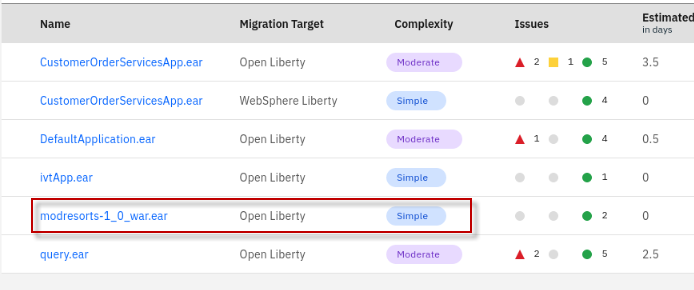 Name Migration Target Complexity Issues Estimated
in days
CustomerOrderServicesApp.ear Open Liberty Moderate 2 1 5 3.5
CustomerOrderServicesApp.ear WebSphere Liberty Simple 4 0
DefaultApplication.ear Open Liberty Moderate 1 4 0.5
ivtApp.ear Open Liberty Simple 1 0
modresorts-1_0_war.ear Open Liberty Simple 2 0
query.ear Open Liberty Moderate 2 5 2.5